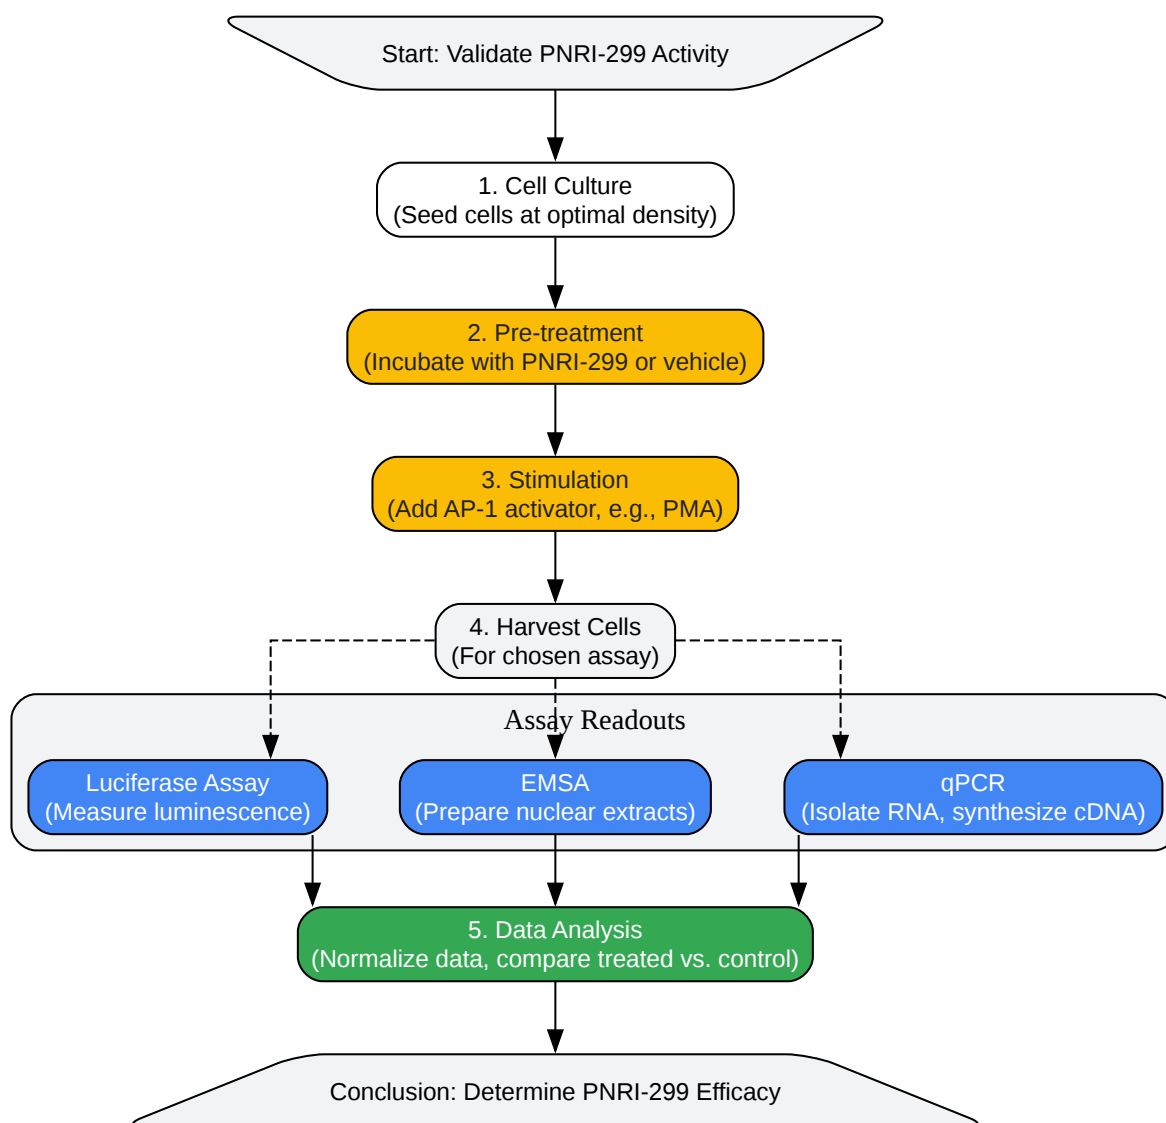 Start: Validate PNRI-299 Activity
1. Cell Culture
(Seed cells at optimal density)
2. Pre-treatment
(Incubate with PNRI-299 or vehicle)
3. Stimulation
(Add AP-1 activator, e.g., PMA)
4. Harvest Cells
(For chosen assay)
Assay Readouts
Luciferase Assay
(Measure luminescence)
EMSA
(Prepare nuclear extracts)
qPCR
(Isolate RNA, synthesize cDNA)
5. Data Analysis
(Normalize data, compare treated vs. control)
Conclusion: Determine PNRI-299 Efficacy